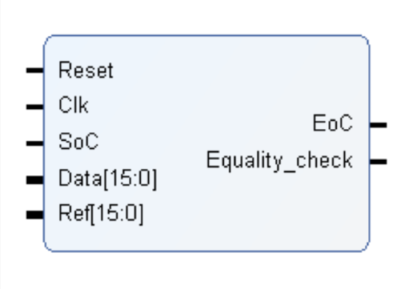 Reset
Clk
SoC
Data[15:0]
Ref[15:0]
EoC
Equality_check